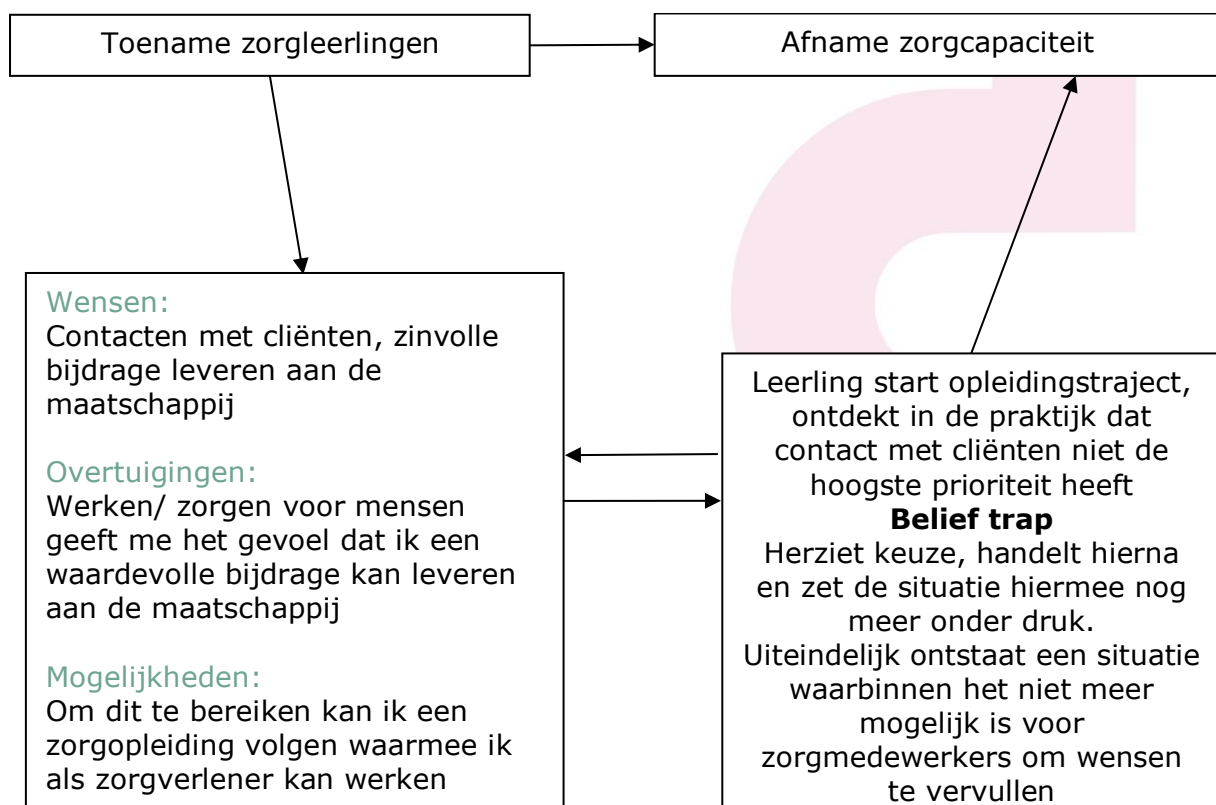 Toename zorgleerlingen
Afname zorgcapaciteit
Wensen:
Contacten met cliënten, zinvolle
bijdrage leveren aan de
maatschappij
Overtuigingen:
Werken/ zorgen voor mensen
geeft me het gevoel dat ik een
waardevolle bijdrage kan leveren
aan de maatschappij
Mogelijkheden:
Om dit te bereiken kan ik een
zorgopleiding volgen waarmee ik
als zorgverlener kan werken
Leerling start opleidingstraject,
ontdekt in de praktijk dat
contact met cliënten niet de
hoogste prioriteit heeft
Belief trap
Herziet keuze, handelt hierna
en zet de situatie hiermee nog
meer onder druk.
Uiteindelijk ontstaat een situatie
waarbinnen het niet meer
mogelijk is voor
zorgmedewerkers om wensen
te vervullen